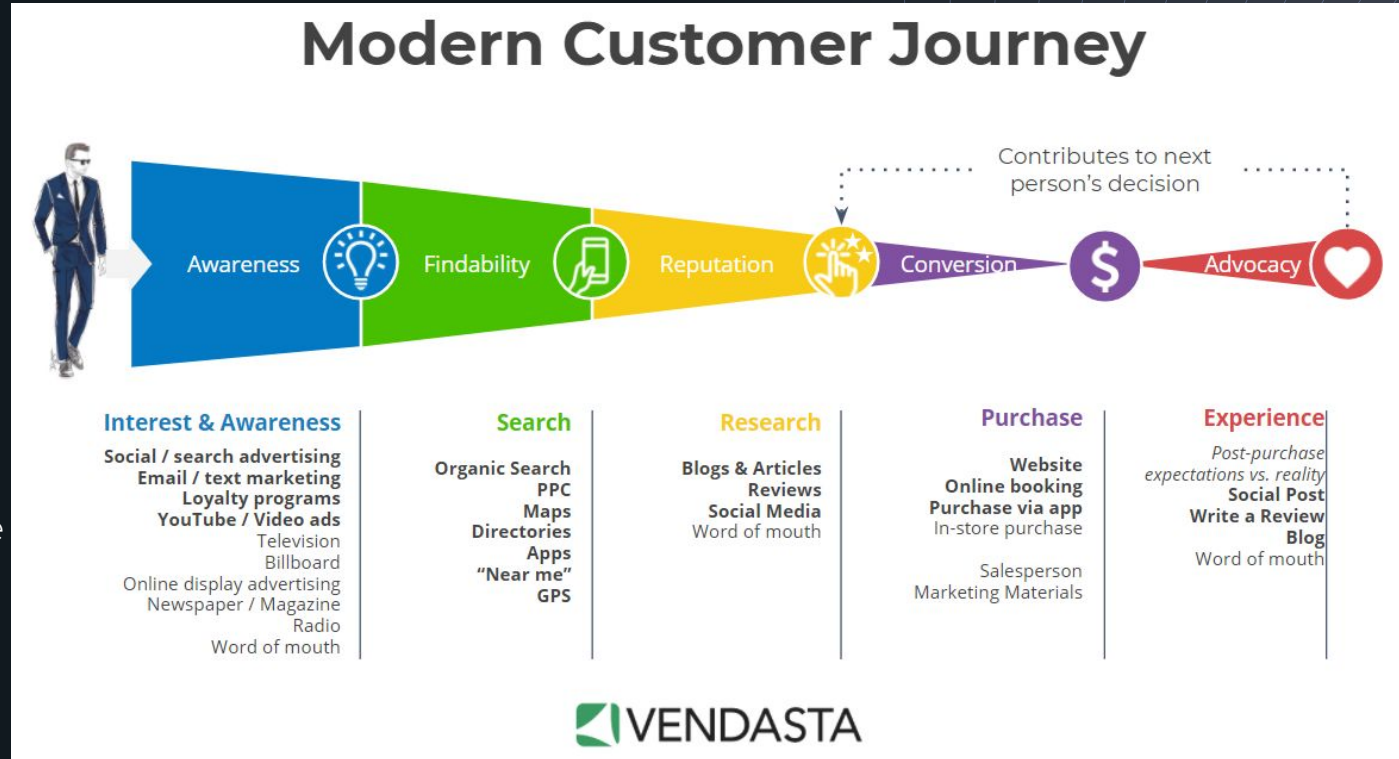 Modern Customer Journey
Contributes to next
person's decision
Awareness
Findability
Reputation
Conversion
$
Advocacy
Interest & Awareness
Social / search advertising
Email / text marketing
Loyalty programs
YouTube / Video ads
Television
Billboard
Online display advertising
Newspaper / Magazine
Radio
Word of mouth
Search
Organic Search
PPC
Maps
Directories
Apps
“Near me”
GPS
Research
Blogs & Articles
Reviews
Social Media
Word of mouth
Purchase
Website
Online booking
Purchase via app
In-store purchase
Salesperson
Marketing Materials
Experience
Post-purchase
expectations vs. reality
Social Post
Write a Review
Blog
Word of mouth
e
VENDASTA